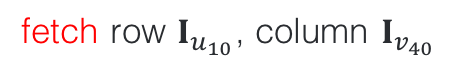 fetch row 𝐈_{u_{10}}, column 𝐈_{v_{40}}